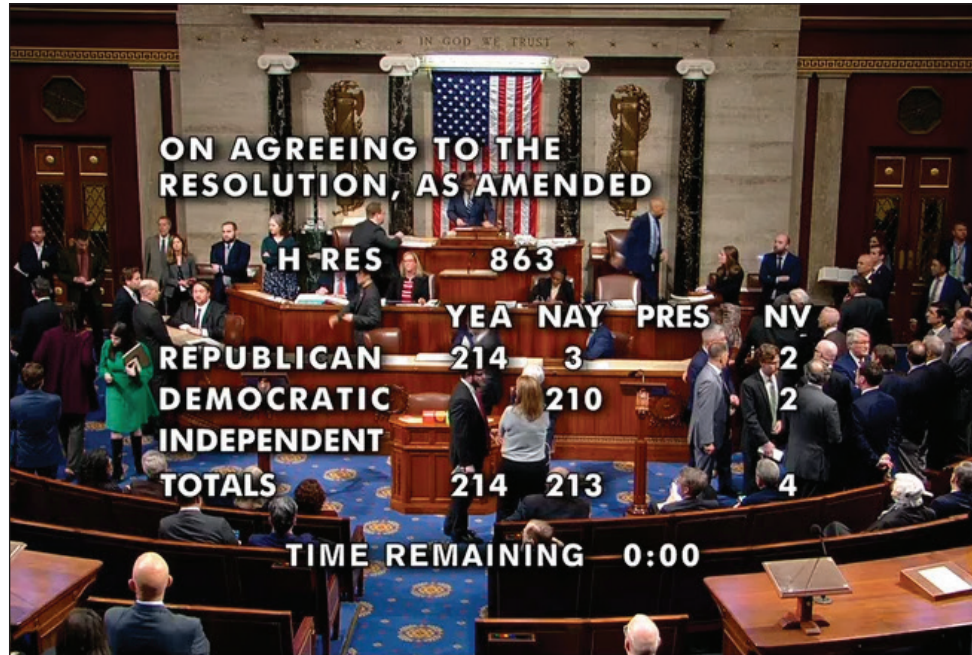 IN GOD WE TRUST
ON AGREEING TO THE
RESOLUTION, AS AMENDED
H RES 863
YEA NAY PRES NV
REPUBLICAN 214 3 2
DEMOCRATIC 210 2
INDEPENDENT
TOTALS 214 213 4
TIME REMAINING 0:00